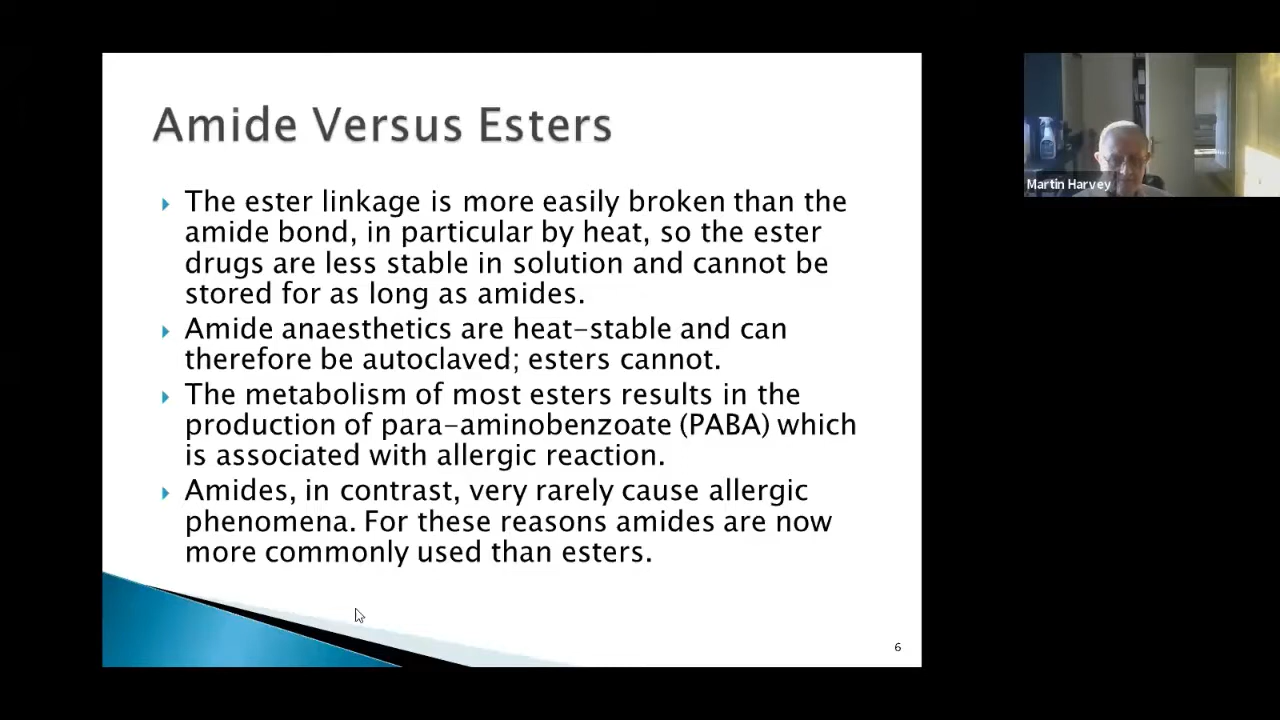 Amide Versus Esters
The ester linkage is more easily broken than the
amide bond, in particular by heat, so the ester
drugs are less stable in solution and cannot be
stored for as long as amides.
Amide anaesthetics are heat-stable and can
therefore be autoclaved; esters cannot.
The metabolism of most esters results in the
production of para-aminobenzoate (PABA) which
is associated with allergic reaction.
Amides, in contrast, very rarely cause allergic
phenomena. For these reasons amides are now
more commonly used than esters.
6
Martin Harvey